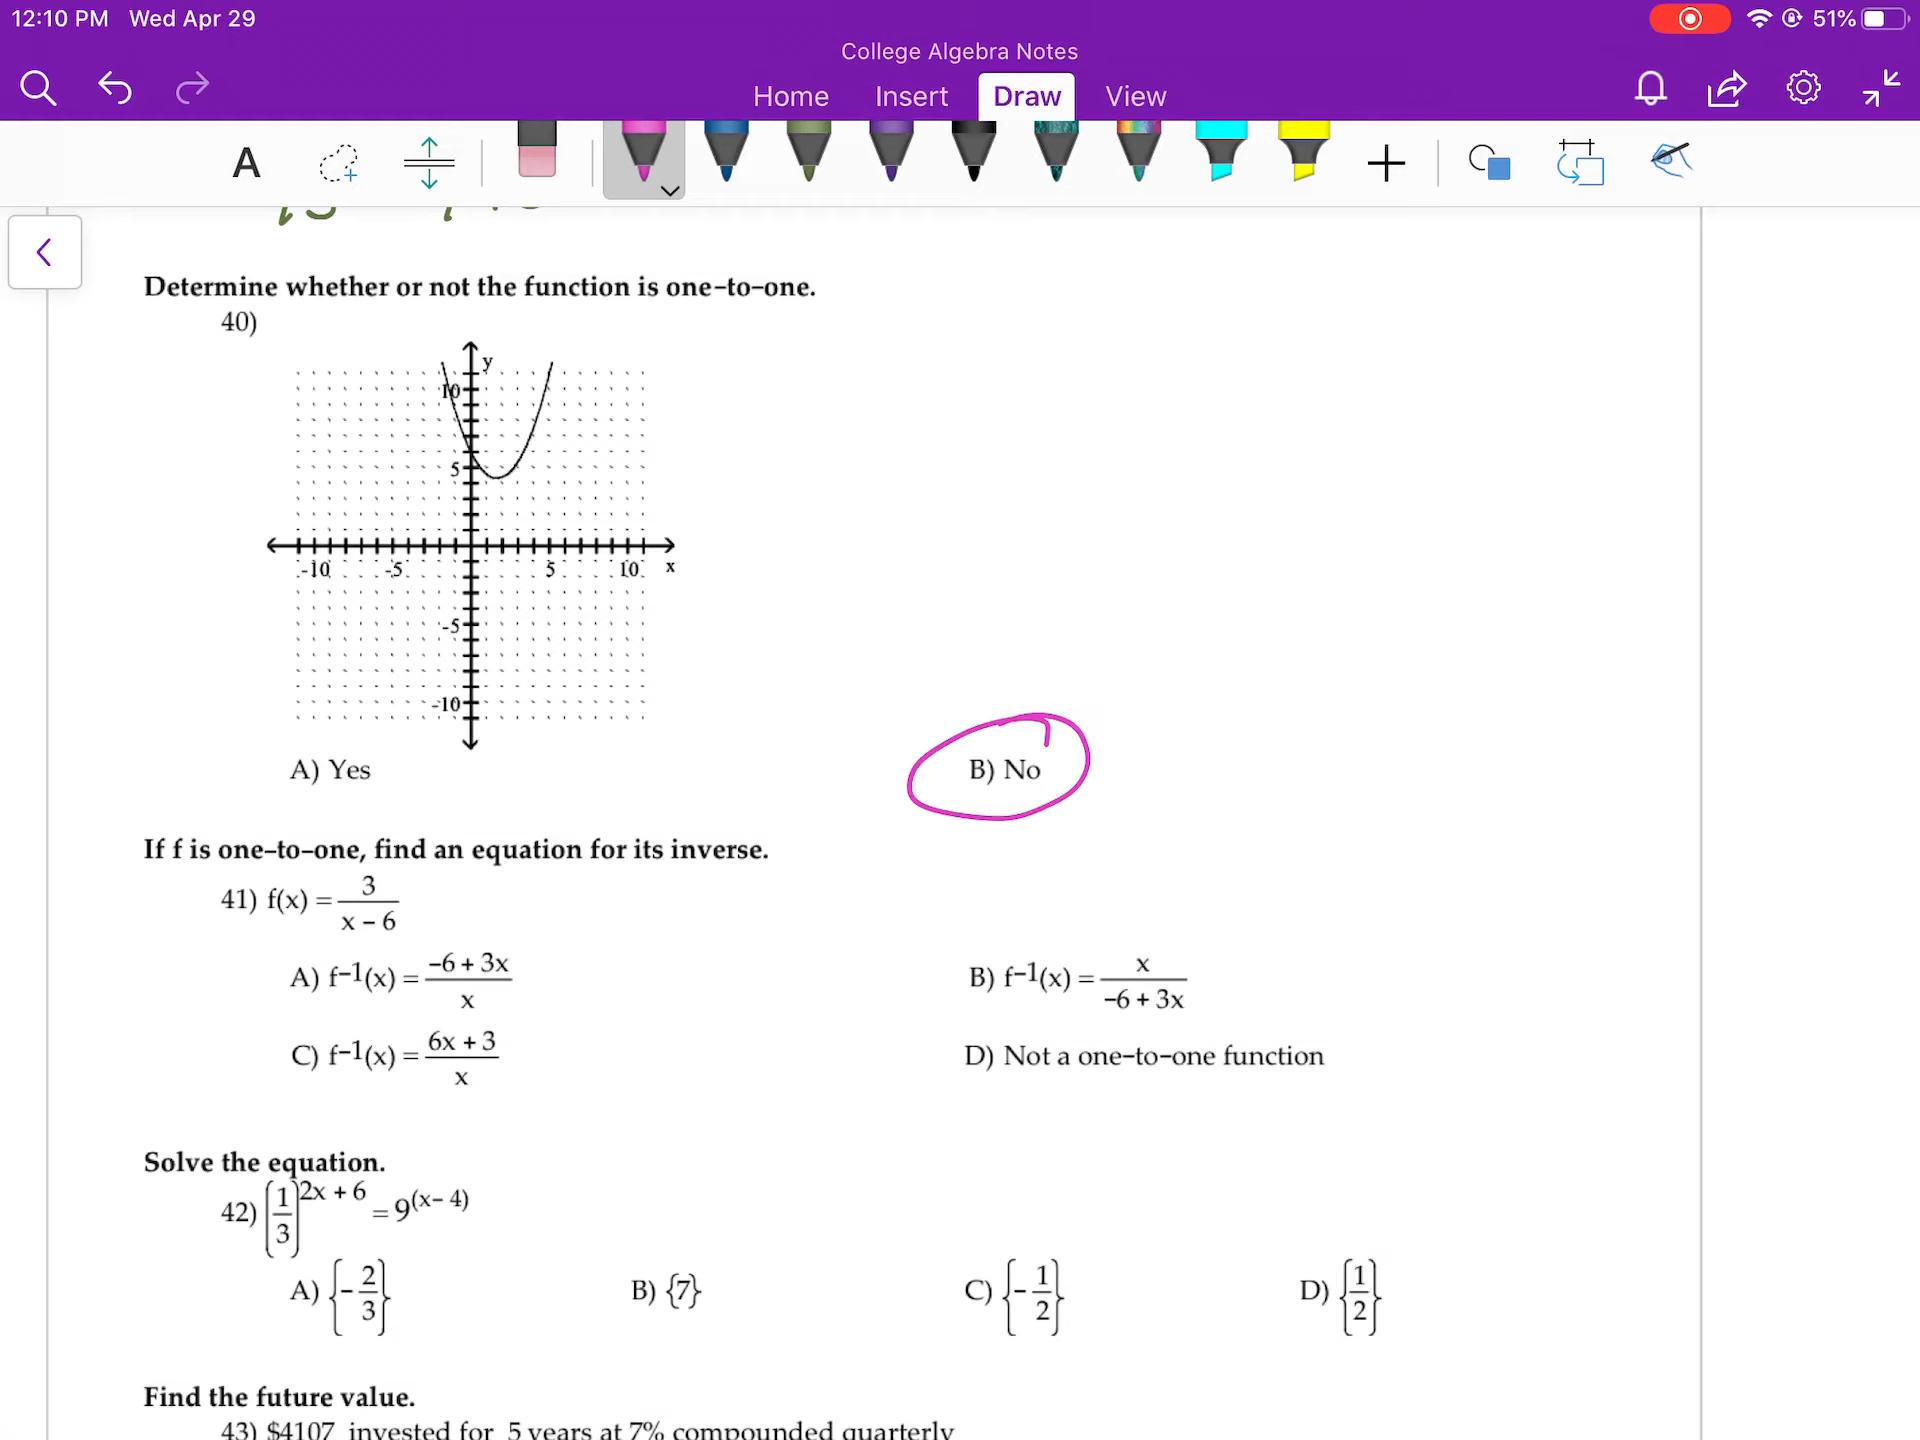 12:10 PM Wed Apr 29
51%
College Algebra Notes
Home Insert Draw View
A
Determine whether or not the function is one-to-one.
40)
y
10
5
-10 -5 5 10 x
-5
-10
A) Yes B) No
If f is one-to-one, find an equation for its inverse.
41) f(x) = 3 / (x - 6)
A) f⁻¹(x) = (-6 + 3x) / x B) f⁻¹(x) = x / (-6 + 3x)
C) f⁻¹(x) = (6x + 3) / x D) Not a one-to-one function
Solve the equation.
42) (1/3)^(2x + 6) = 9^(x - 4)
A) {-2/3} B) {7} C) {-1/2} D) {1/2}
Find the future value.
43) $4107 invested for 5 years at 7% compounded quarterly